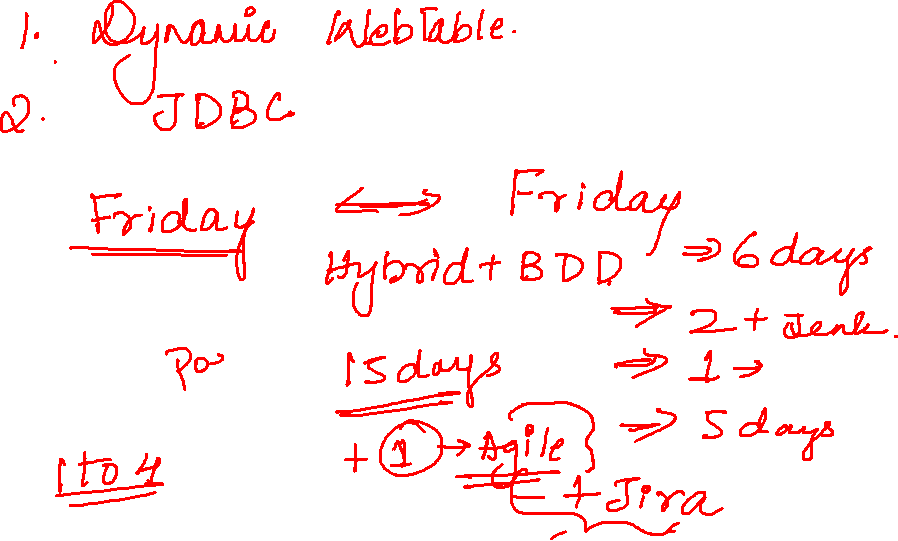 1. Dynamic WebTable.
2. JDBC
Friday ⟷ Friday
Hybrid + BDD ⇒ 6 days
⇒ 2 + Jenk.
15 days ⇒ 1 →
⇒ 5 days
+ 1 → Agile
+ Jira
1 to 4